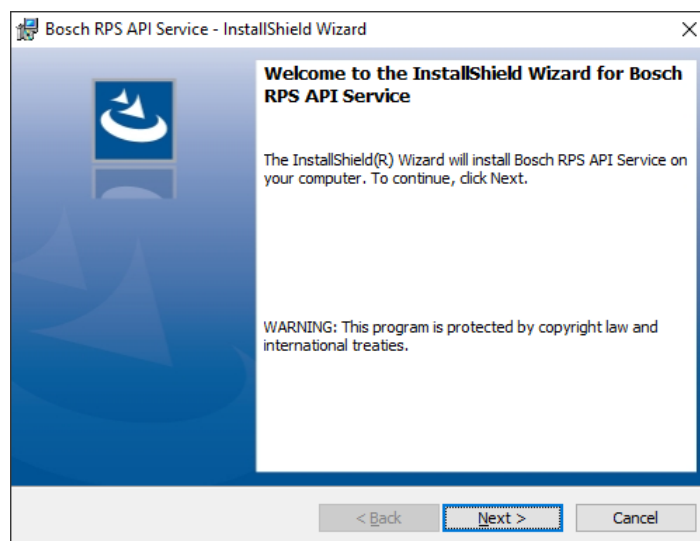 Bosch RPS API Service - InstallShield Wizard
Welcome to the InstallShield Wizard for Bosch
RPS API Service
The InstallShield(R) Wizard will install Bosch RPS API Service on
your computer. To continue, click Next.
WARNING: This program is protected by copyright law and
international treaties.
< Back
Next >
Cancel